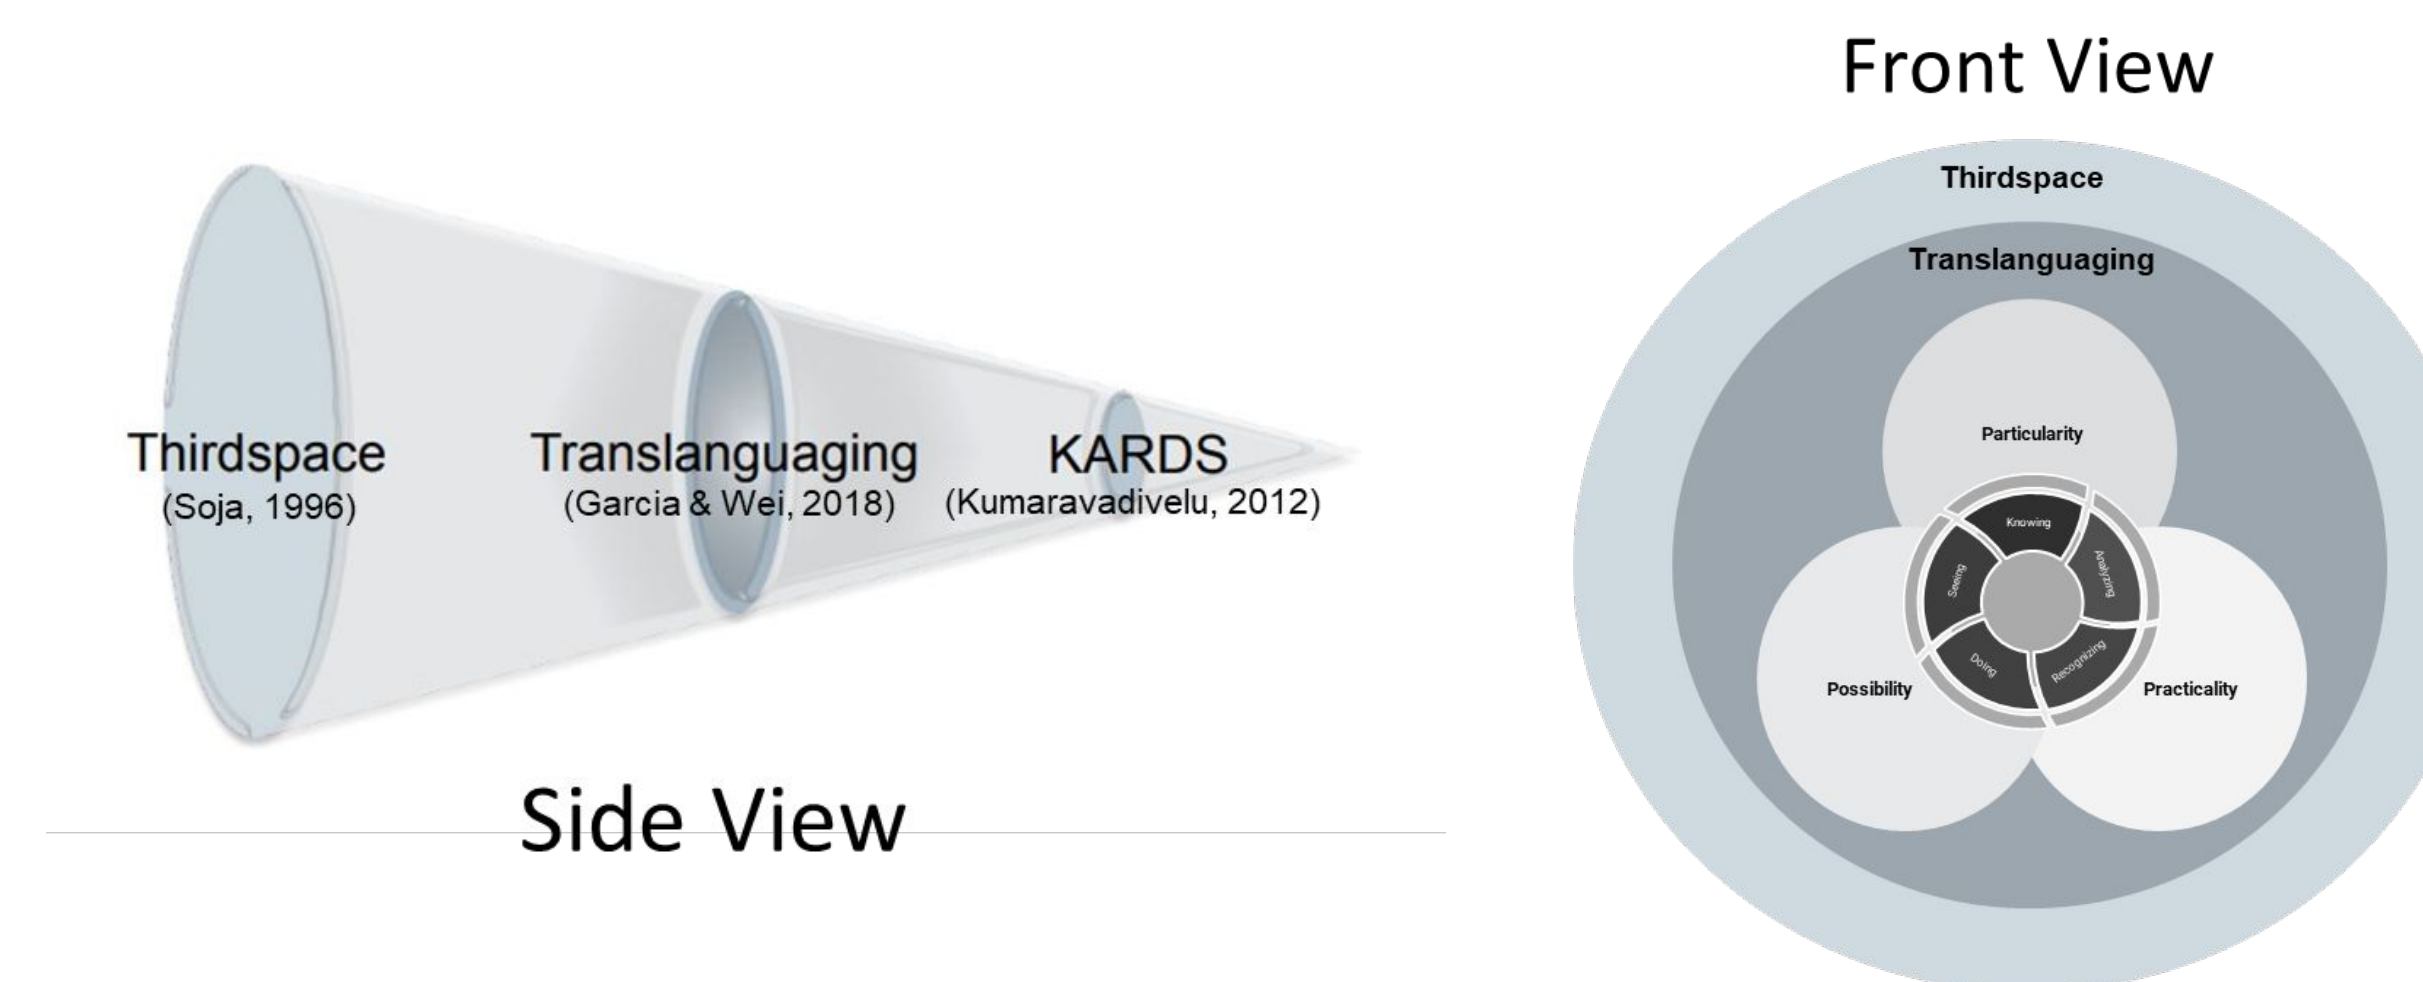 Front View
Thirdspace
Translanguaging
Particularity
Knowing
Analyzing
Seeing
Doing
Recognizing
Possibility
Practicality
Thirdspace
(Soja, 1996)
Translanguaging
(Garcia & Wei, 2018)
KARDS
(Kumaravadivelu, 2012)
Side View